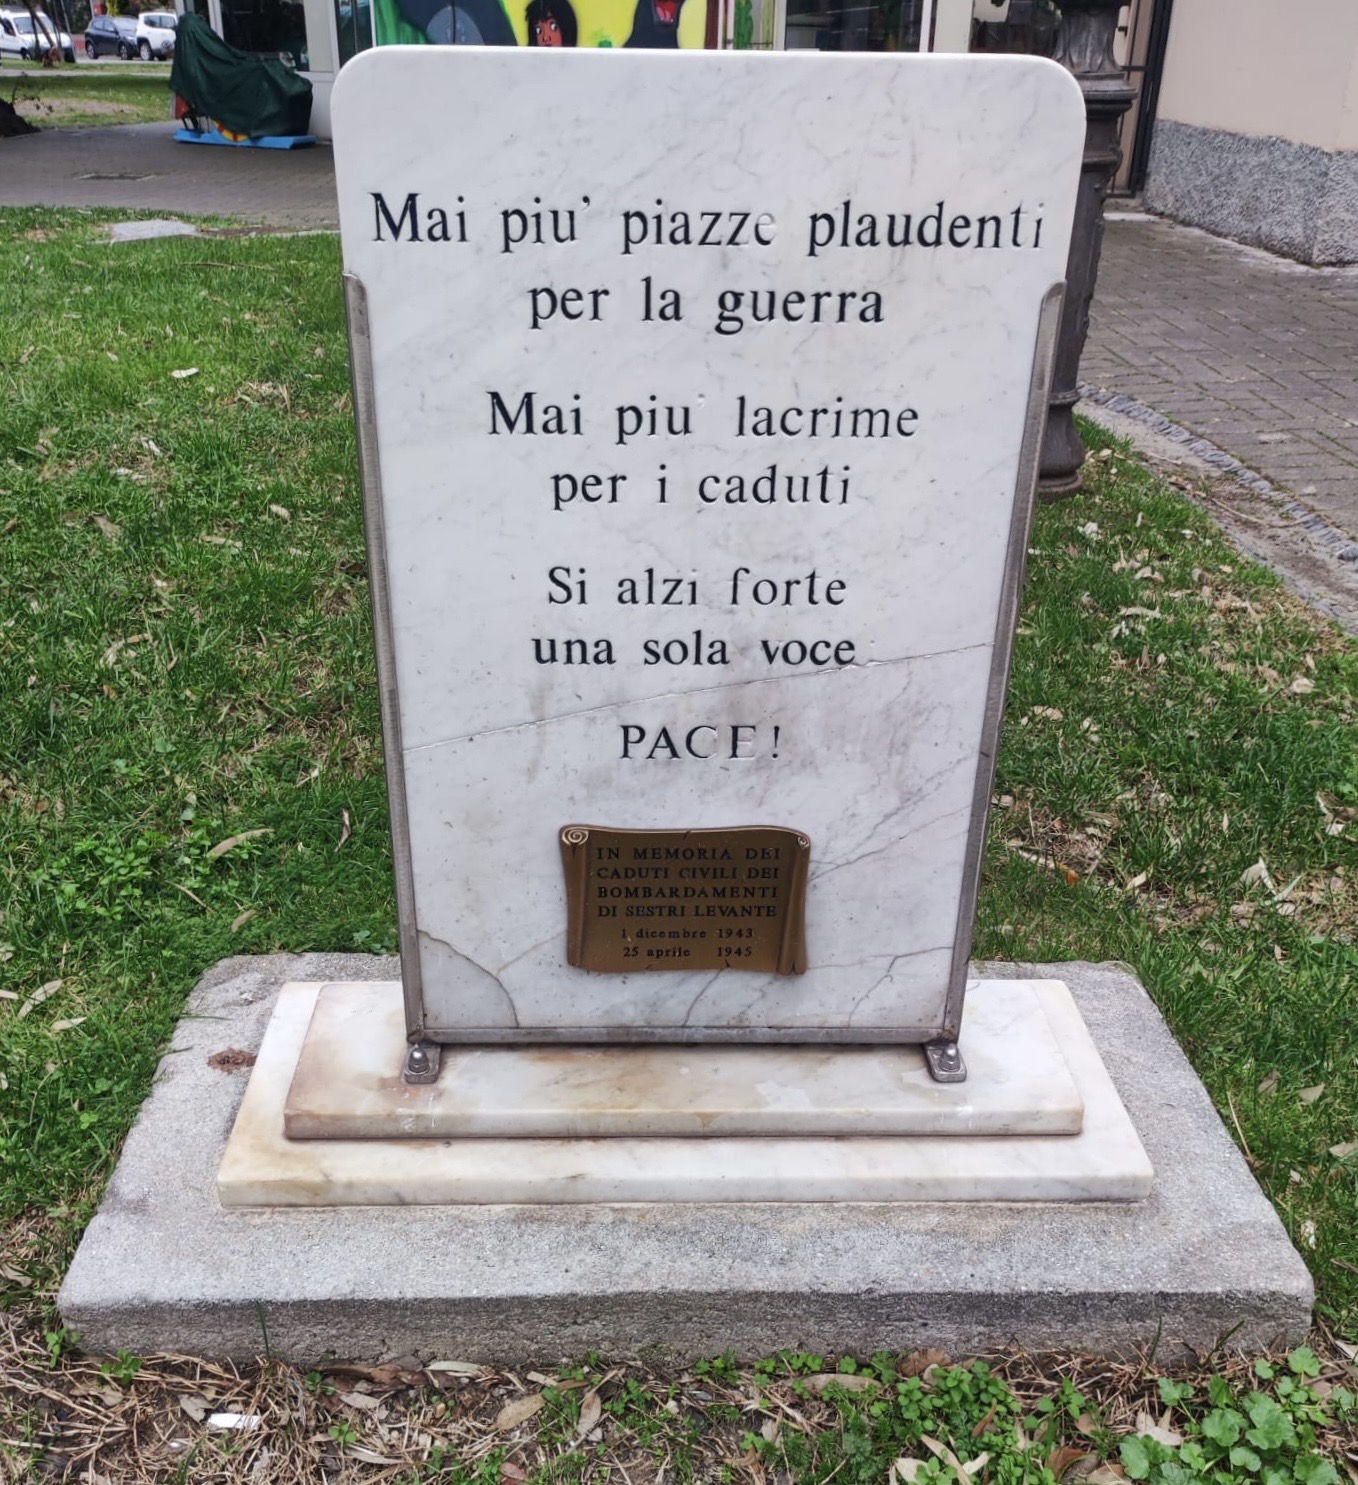 Mai piu' piazze plaudenti
per la guerra
Mai piu' lacrime
per i caduti
Si alzi forte
una sola voce
PACE!
IN MEMORIA DEI
CADUTI CIVILI DEI
BOMBARDAMENTI
DI SESTRI LEVANTE
1 dicembre 1943
25 aprile 1945